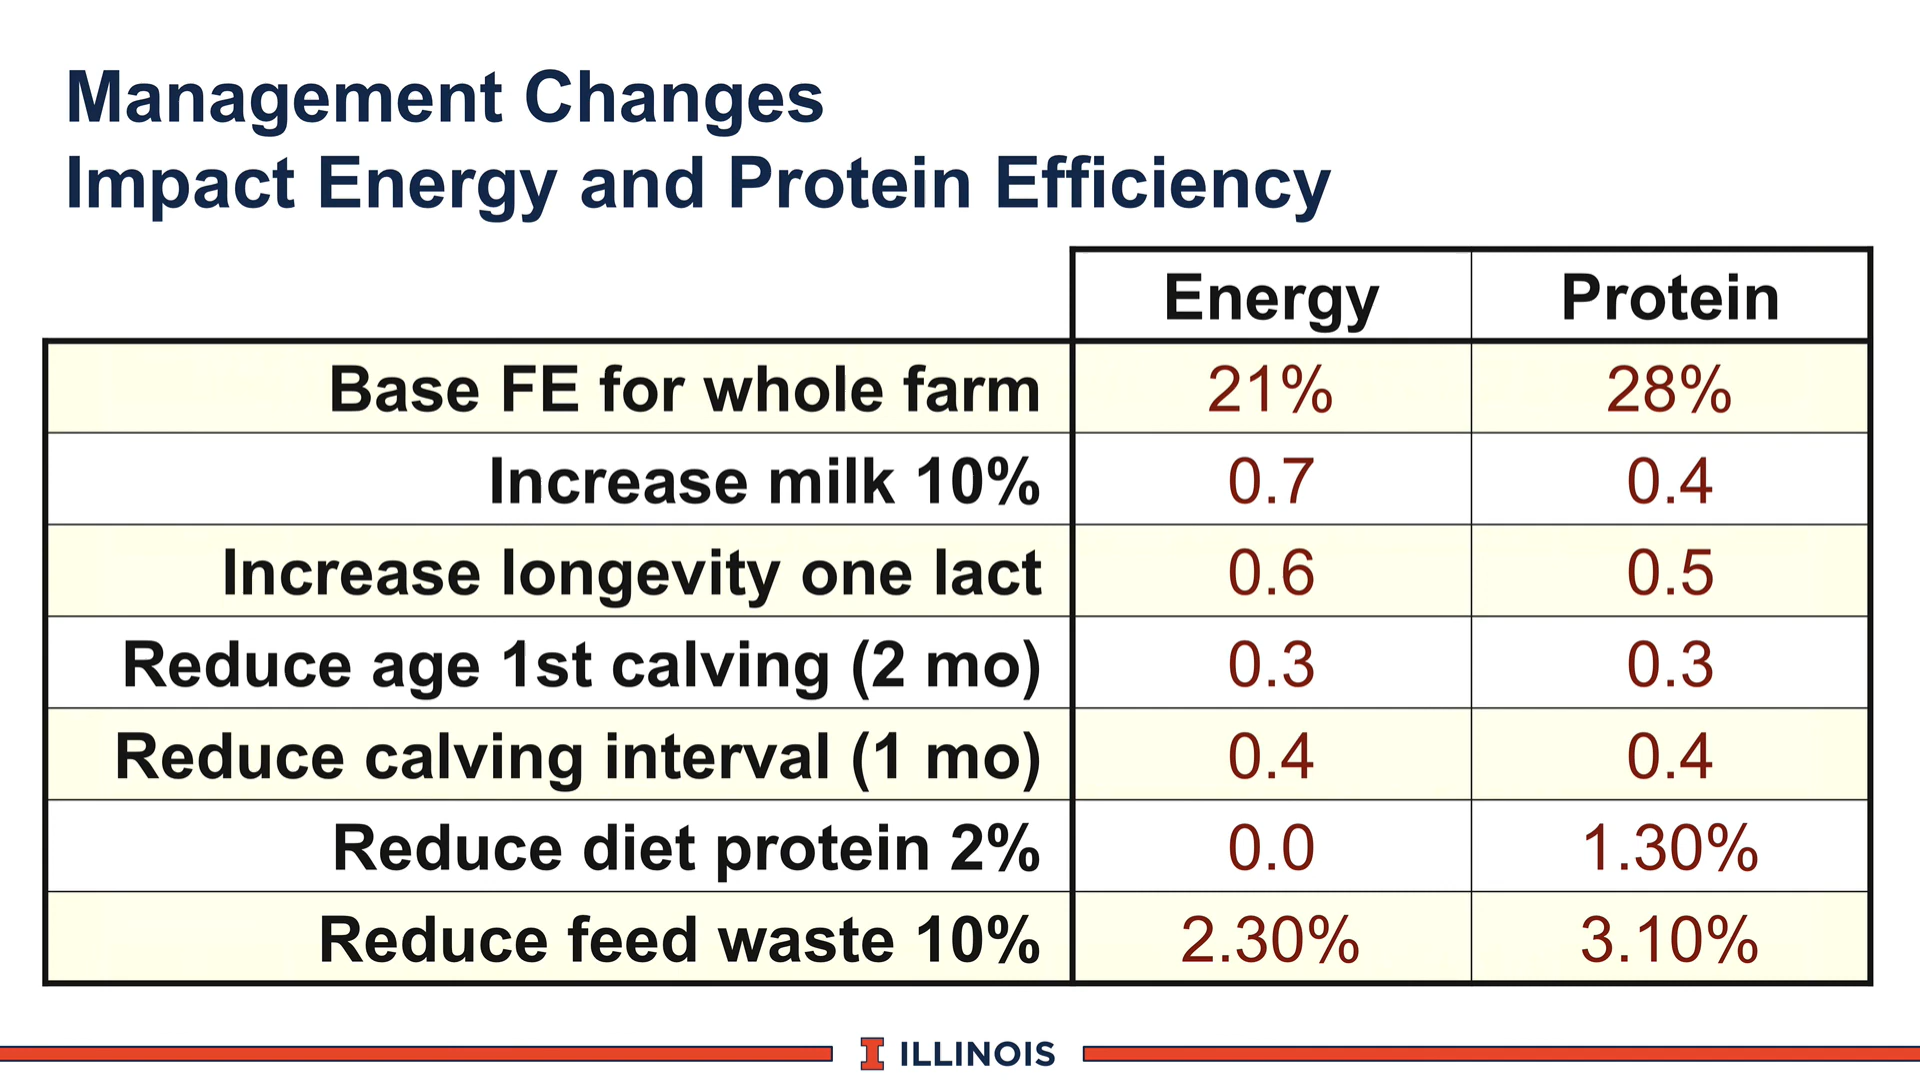 Management Changes
Impact Energy and Protein Efficiency
Energy Protein
Base FE for whole farm 21% 28%
Increase milk 10% 0.7 0.4
Increase longevity one lact 0.6 0.5
Reduce age 1st calving (2 mo) 0.3 0.3
Reduce calving interval (1 mo) 0.4 0.4
Reduce diet protein 2% 0.0 1.30%
Reduce feed waste 10% 2.30% 3.10%
I ILLINOIS